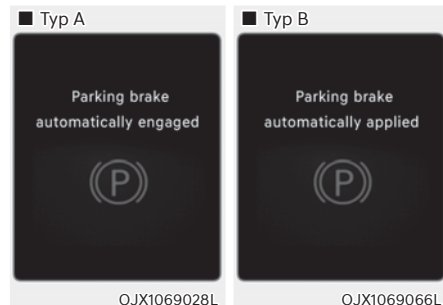 ■ Typ A
Parking brake
automatically engaged
P
OJX1069028L
■ Typ B
Parking brake
automatically applied
P
OJX1069066L